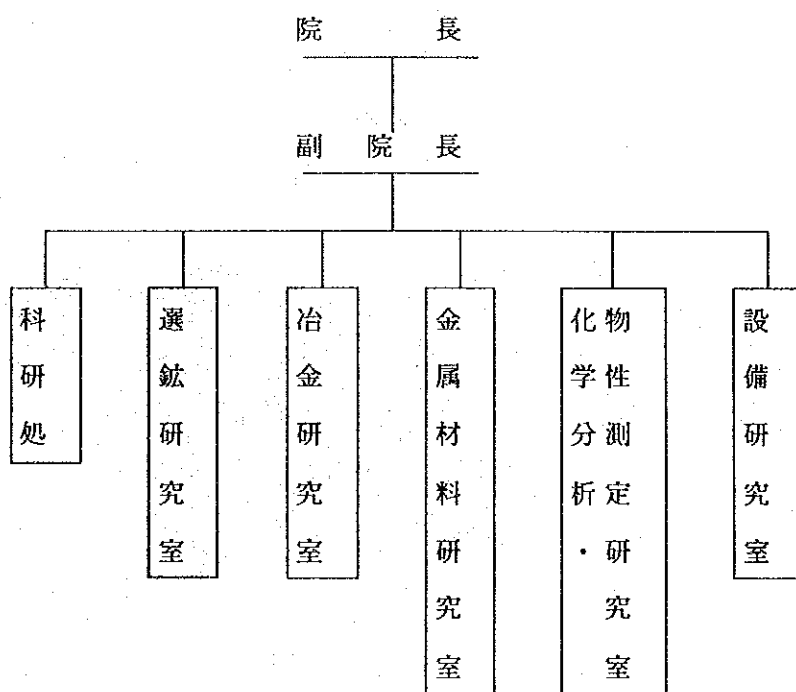 院長
副院長
科研処
選鉱研究室
冶金研究室
金属材料研究室
化学分析・
物性測定研究室
設備研究室